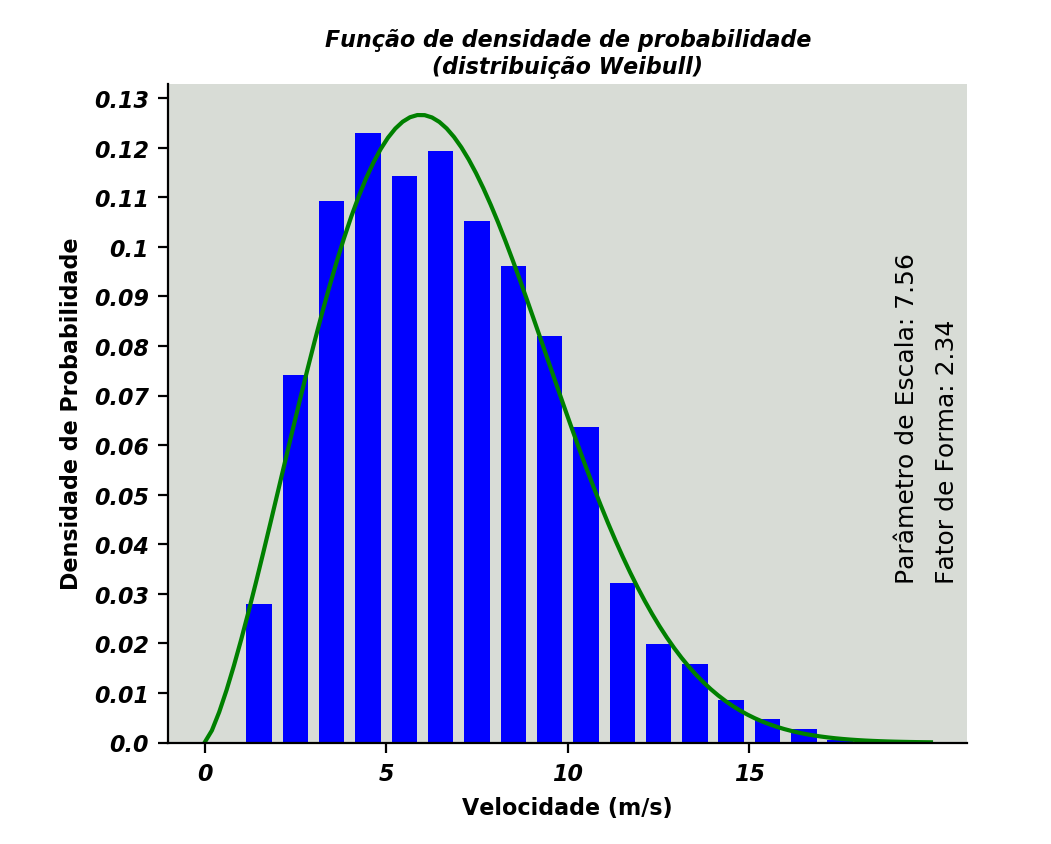 Função de densidade de probabilidade
(distribuição Weibull)
0.13
0.12
0.11
0.1
0.09
0.08
0.07
0.06
0.05
0.04
0.03
0.02
0.01
0.0
Densidade de Probabilidade
Parâmetro de Escala: 7.56
Fator de Forma: 2.34
0 5 10 15
Velocidade (m/s)